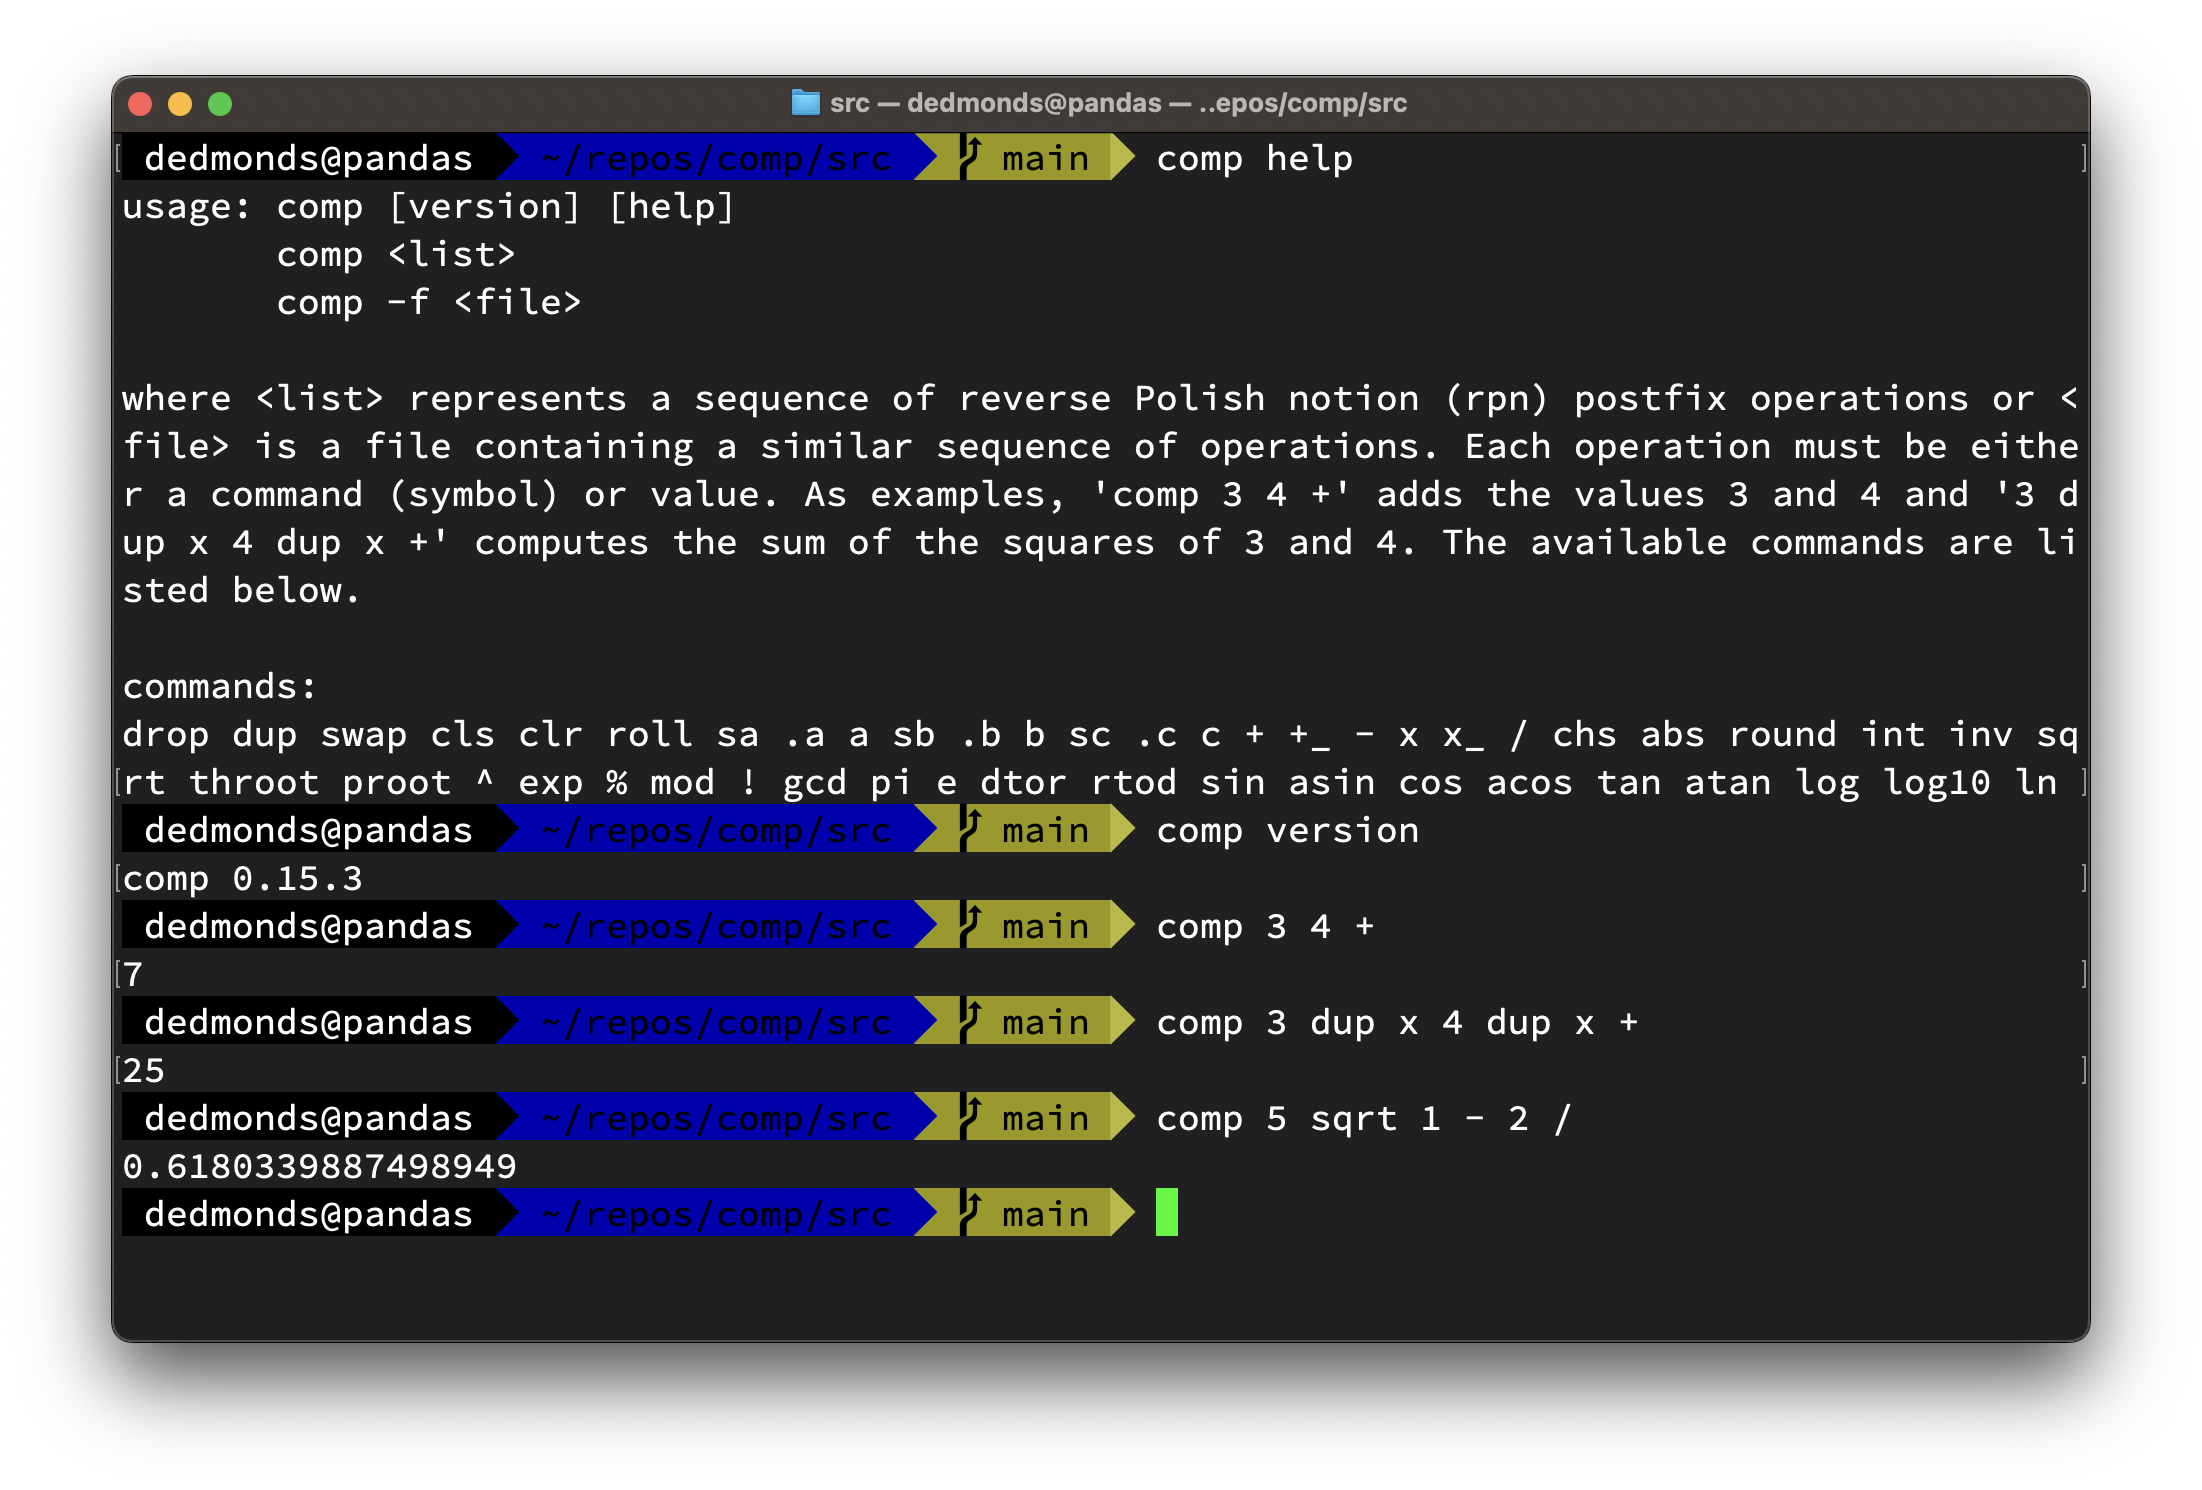 src — dedmonds@pandas — ..epos/comp/src
dedmonds@pandas ~/repos/comp/src main comp help
usage: comp [version] [help]
comp <list>
comp -f <file>
where <list> represents a sequence of reverse Polish notion (rpn) postfix operations or <
file> is a file containing a similar sequence of operations. Each operation must be eithe
r a command (symbol) or value. As examples, 'comp 3 4 +' adds the values 3 and 4 and '3 d
up x 4 dup x +' computes the sum of the squares of 3 and 4. The available commands are li
sted below.
commands:
drop dup swap cls clr roll sa .a a sb .b b sc .c c + +_ - x x_ / chs abs round int inv sq
rt throot proot ^ exp % mod ! gcd pi e dtor rtod sin asin cos acos tan atan log log10 ln
dedmonds@pandas ~/repos/comp/src main comp version
comp 0.15.3
dedmonds@pandas ~/repos/comp/src main comp 3 4 +
7
dedmonds@pandas ~/repos/comp/src main comp 3 dup x 4 dup x +
25
dedmonds@pandas ~/repos/comp/src main comp 5 sqrt 1 - 2 /
0.6180339887498949
dedmonds@pandas ~/repos/comp/src main